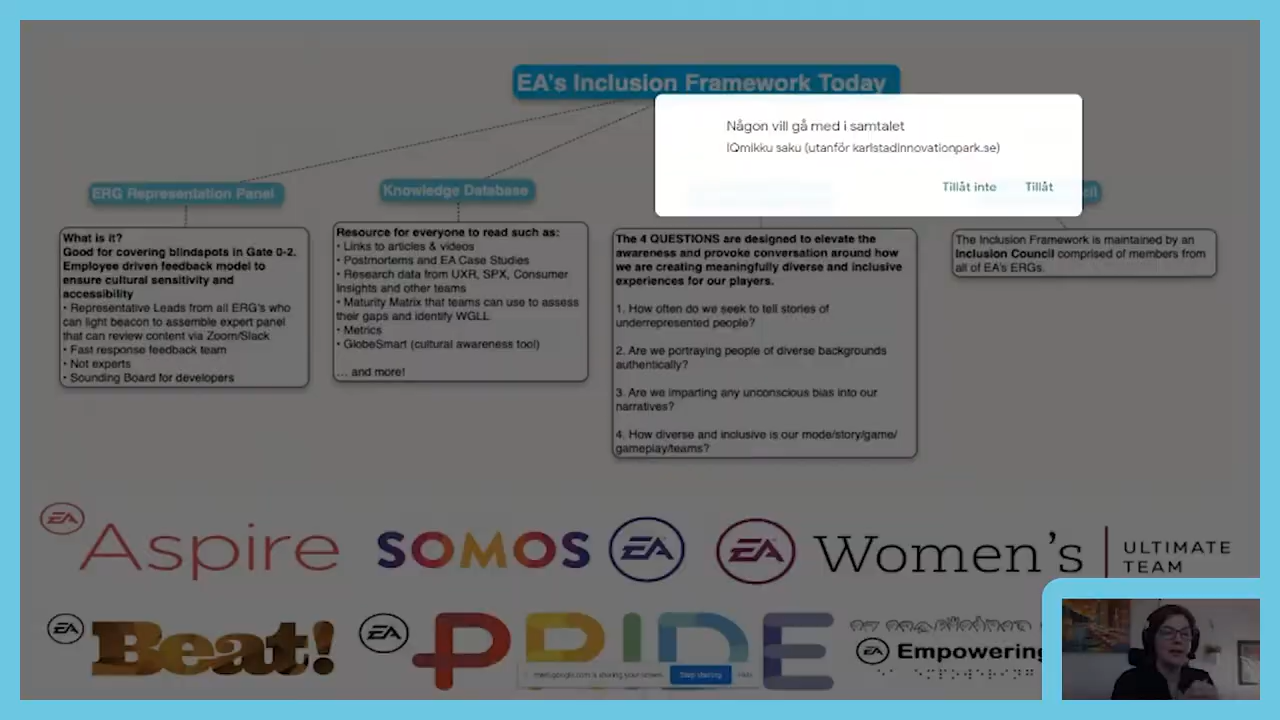 EA's Inclusion Framework Today
Någon vill gå med i samtalet
IQmikku saku (utanför karlstadinnovationpark.se)
Tillåt inte Tillåt
ERG Representation Panel
What is it?
Good for covering blindspots in Gate 0-2.
Employee driven feedback model to
ensure cultural sensitivity and
accessibility
• Representative Leads from all ERG's who
can light beacon to assemble expert panel
that can review content via Zoom/Slack
• Fast response feedback team
• Not experts
• Sounding Board for developers
Knowledge Database
Resource for everyone to read such as:
• Links to articles & videos
• Postmortems and EA Case Studies
• Research data from UXR, SPX, Consumer
Insights and other teams
• Maturity Matrix that teams can use to assess
their gaps and identify WGLL
• Metrics
• GlobeSmart (cultural awareness tool)
... and more!
The 4 QUESTIONS are designed to elevate the
awareness and provoke conversation around how
we are creating meaningfully diverse and inclusive
experiences for our players.
1. How often do we seek to tell stories of
underrepresented people?
2. Are we portraying people of diverse backgrounds
authentically?
3. Are we imparting any unconscious bias into our
narratives?
4. How diverse and inclusive is our mode/story/game/
gameplay/teams?
The Inclusion Framework is maintained by an
Inclusion Council comprised of members from
all of EA's ERGs.
EA Aspire
SOMOS EA
EA Women's ULTIMATE
TEAM
EA Beat!
EA PRIDE
EA Empowering
meet.google.com is sharing your screen. Stop sharing Hide